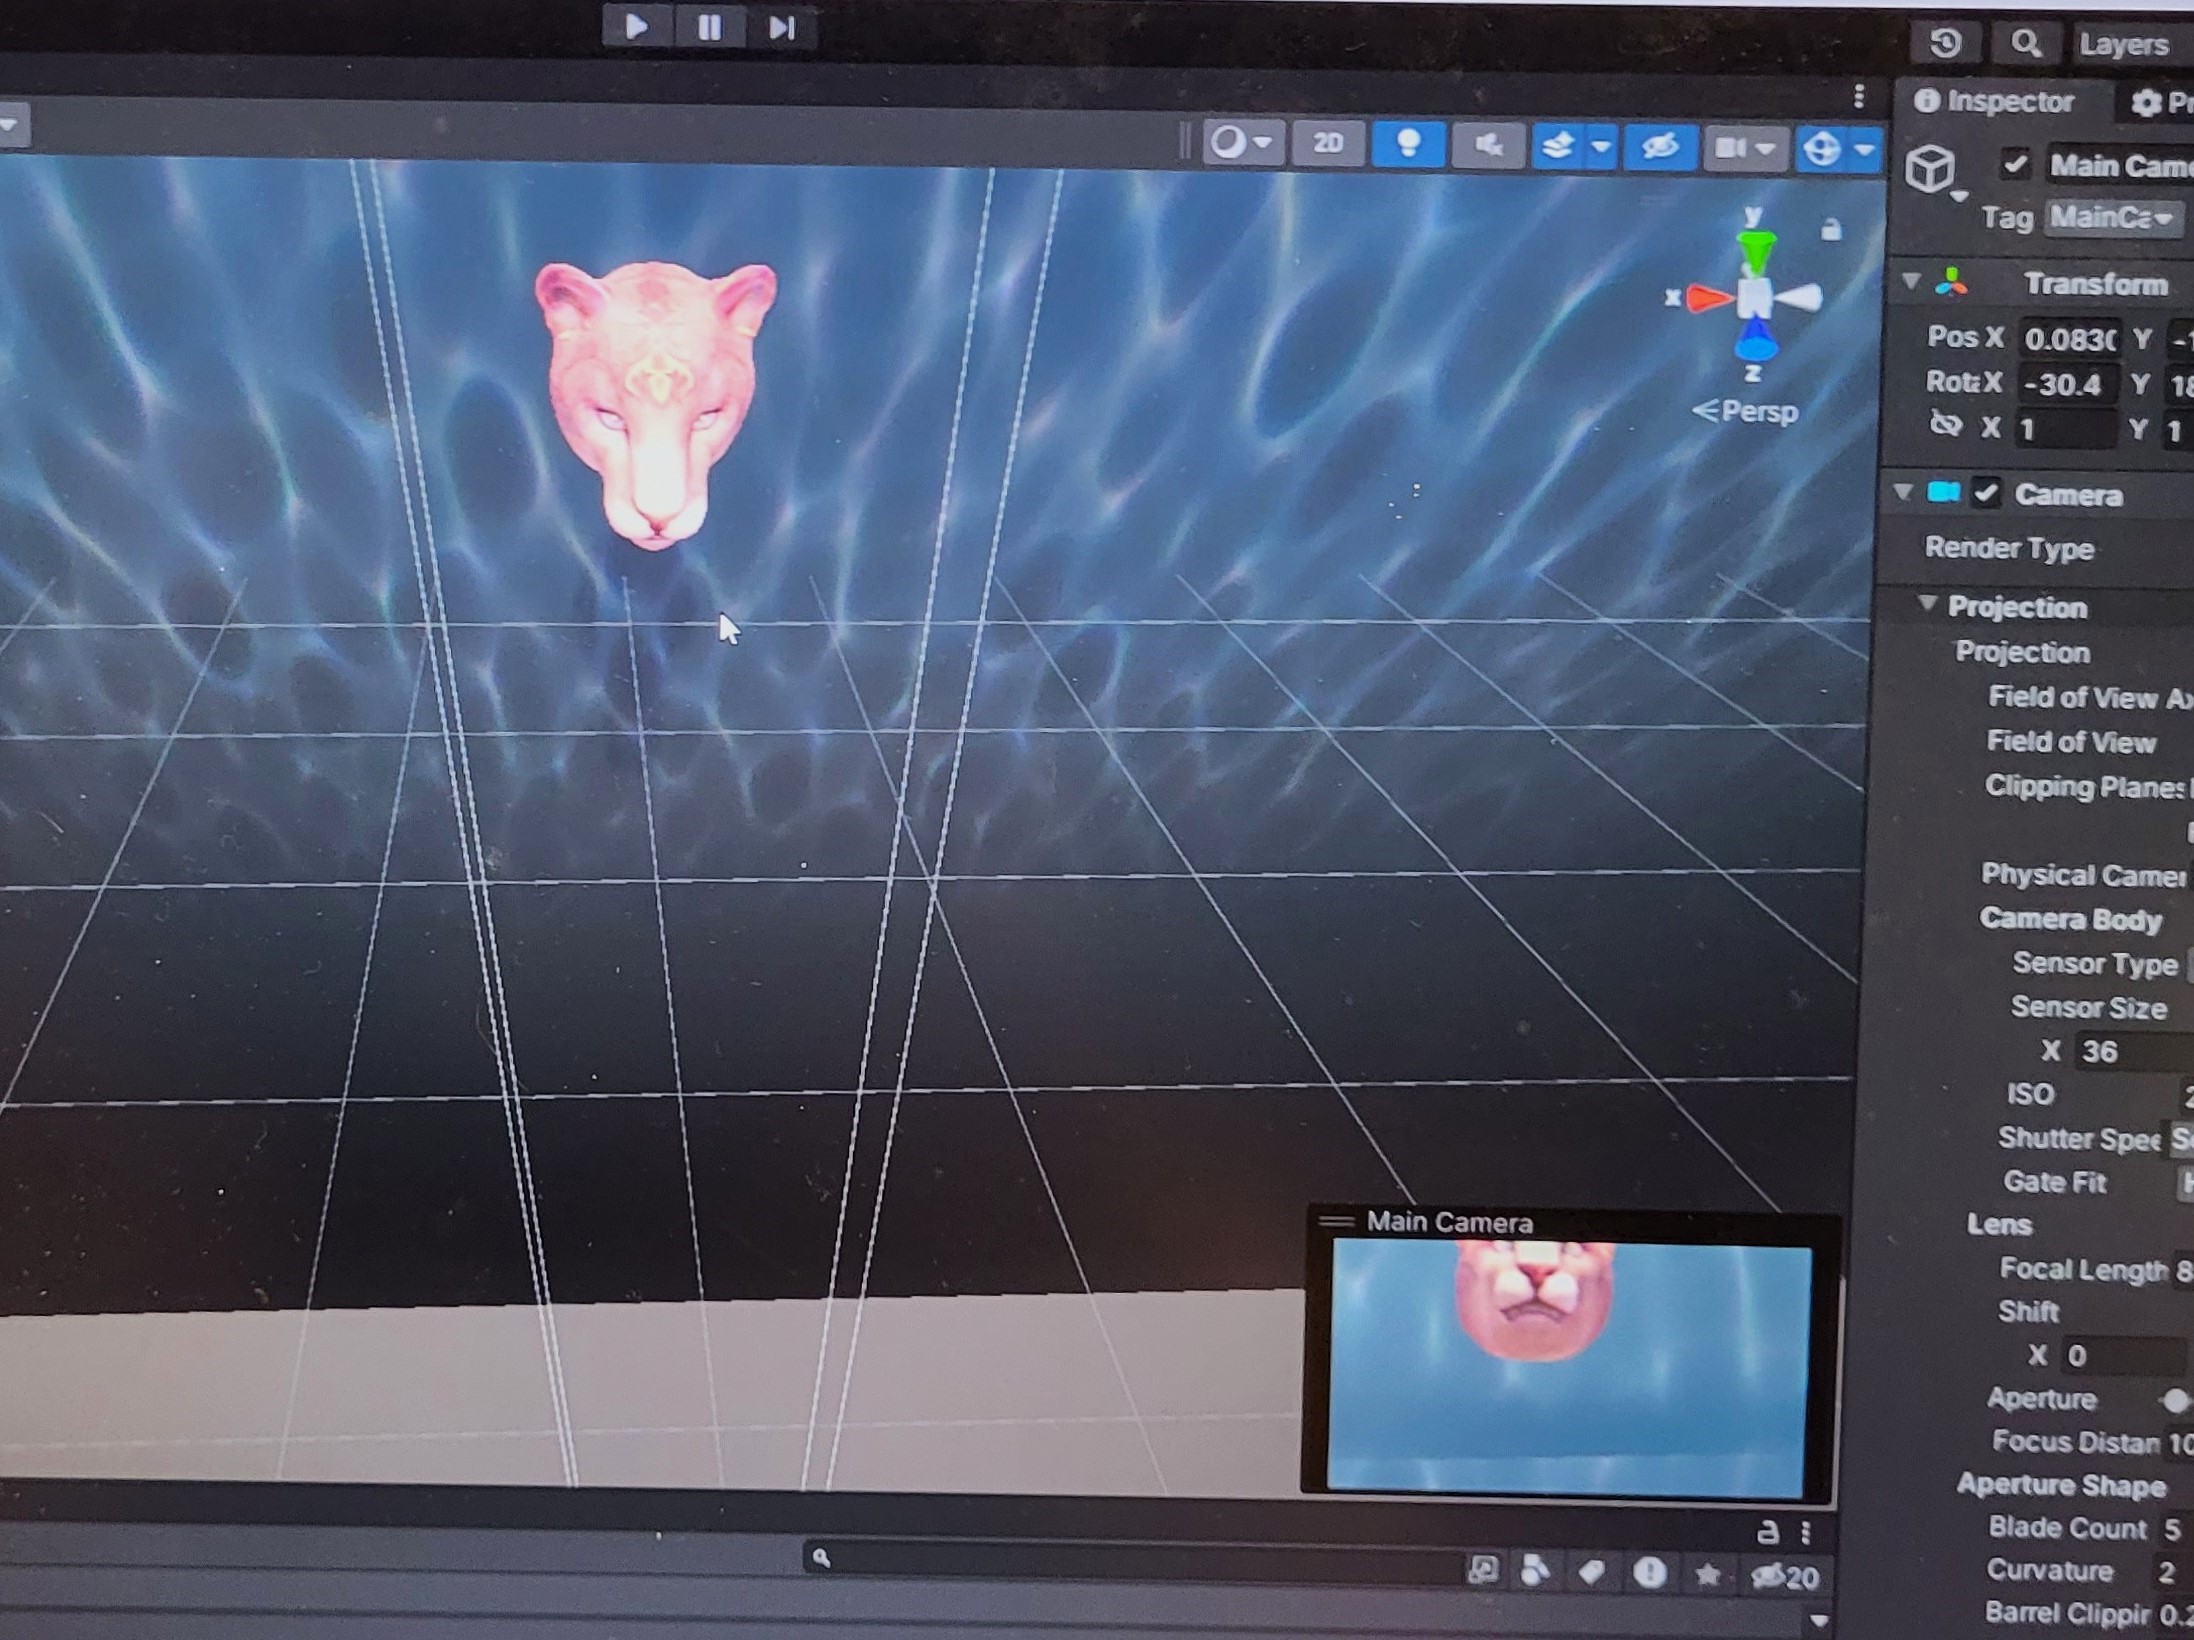 Layers
2D
Inspector
Main Came
Tag MainCa
y
x
z
Persp
Transform
Pos X 0.083 Y -1
X -30.4 Y 18
X 1 Y 1
Camera
Render Type
Projection
Projection
Field of View Ax
Field of View
Clipping Planes
Physical Camer
Camera Body
Sensor Type
Sensor Size
X 36
ISO 2
Shutter Spee
Gate Fit
Lens
Focal Length 8
Shift
X 0
Aperture
Focus Distan 10
Aperture Shape
Blade Count 5
Curvature 2
Barrel Clippir 0.2
Main Camera
20